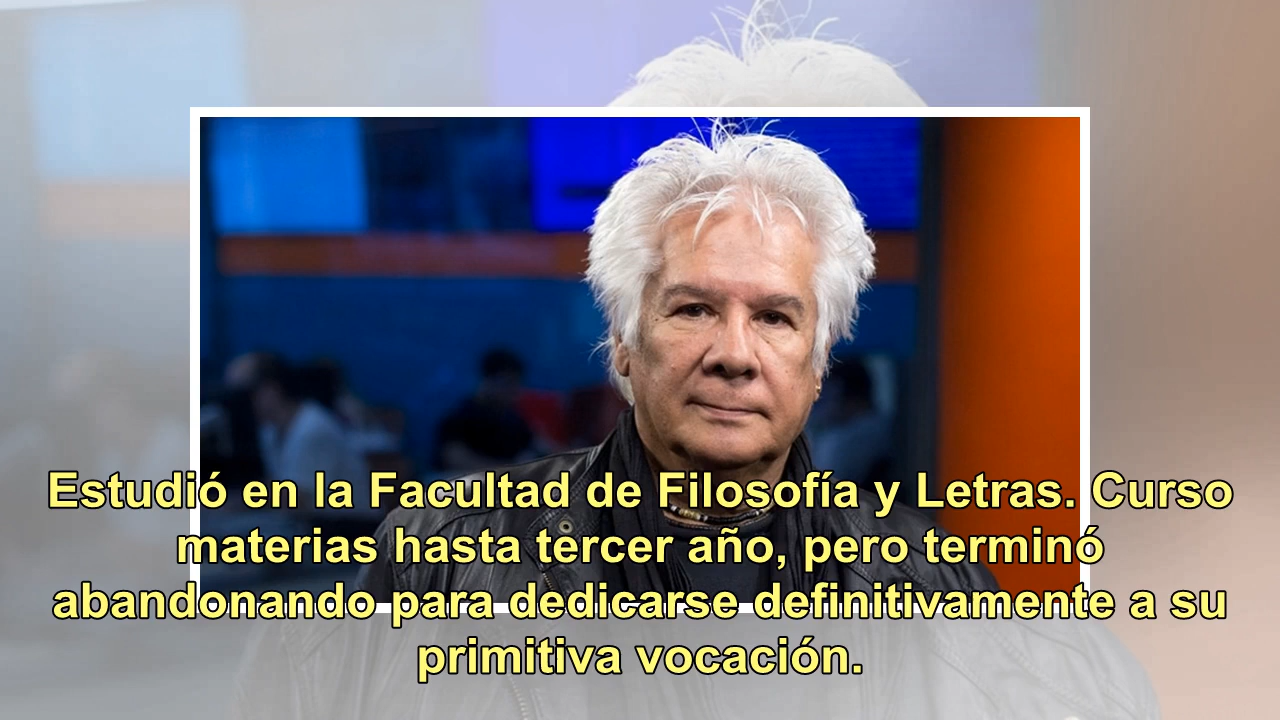 Estudió en la Facultad de Filosofía y Letras. Curso
materias hasta tercer año, pero terminó
abandonando para dedicarse definitivamente a su
primitiva vocación.